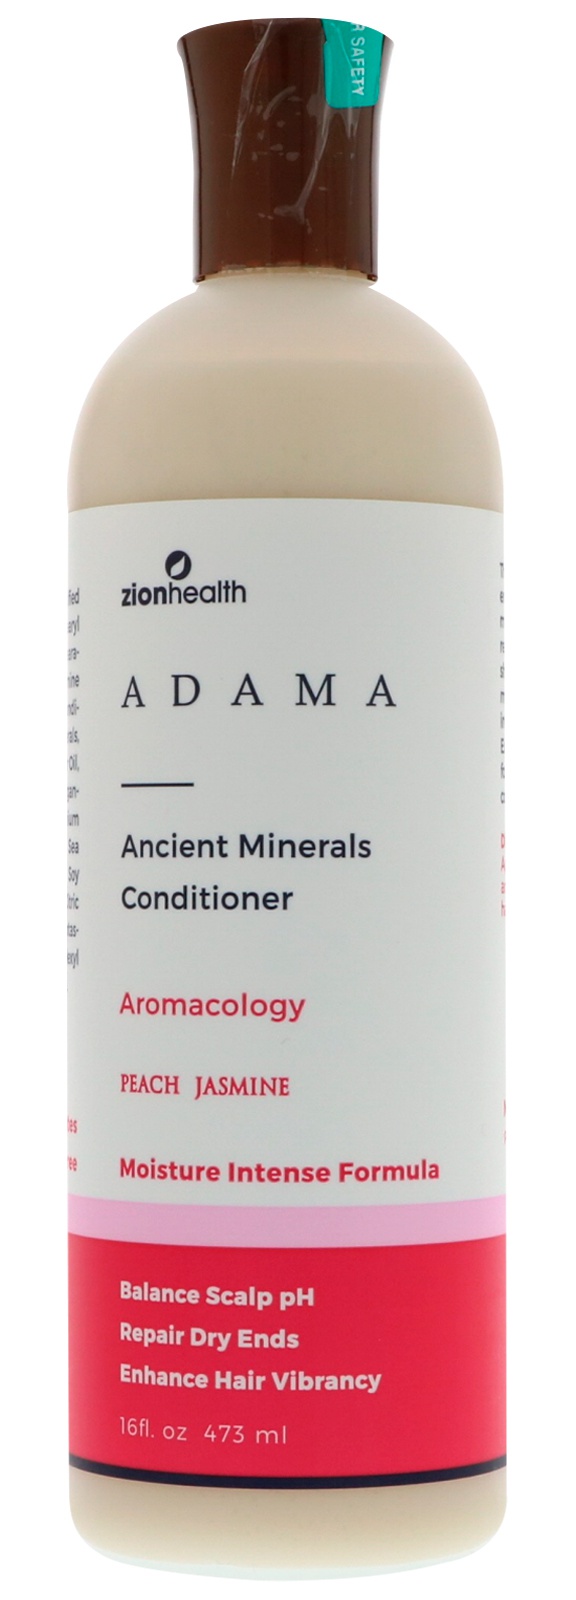 R SAFETY
zionhealth
ADAMA
Ancient Minerals
Conditioner
Aromacology
PEACH JASMINE
Moisture Intense Formula
Balance Scalp pH
Repair Dry Ends
Enhance Hair Vibrancy
16fl. oz 473 ml